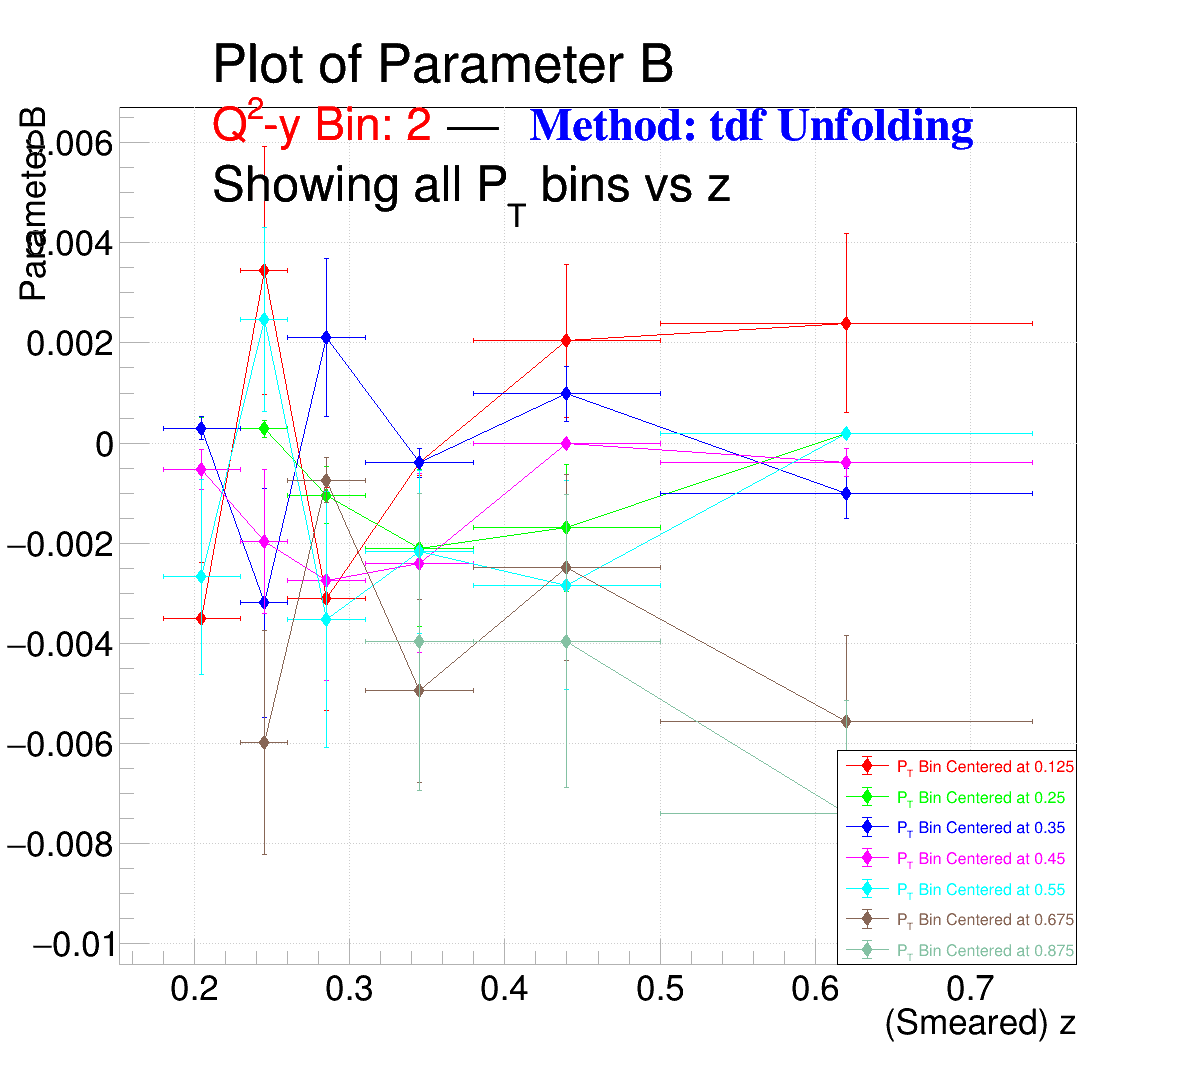 Plot of Parameter B
Q²-y Bin: 2 — Method: tdf Unfolding
Showing all P_T bins vs z
Parameter B
0.006
0.004
0.002
0
−0.002
−0.004
−0.006
−0.008
−0.01
P_T Bin Centered at 0.125
P_T Bin Centered at 0.25
P_T Bin Centered at 0.35
P_T Bin Centered at 0.45
P_T Bin Centered at 0.55
P_T Bin Centered at 0.675
P_T Bin Centered at 0.875
0.2 0.3 0.4 0.5 0.6 0.7
(Smeared) z